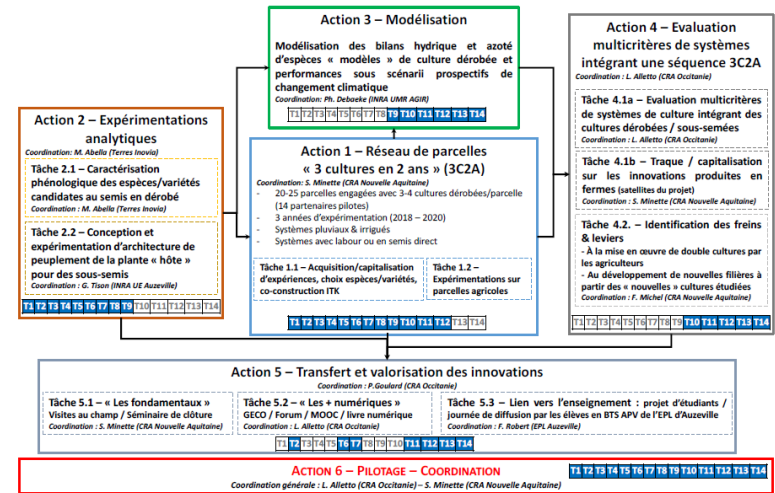 Action 3 – Modélisation
Modélisation des bilans hydrique et azoté
d'espèces « modèles » de culture dérobée et
performances sous scénarii prospectifs de
changement climatique
Coordination: Ph. Debaeke (INRA UMR AGIR)
T1 T2 T3 T4 T5 T6 T7 T8 T9 T10 T11 T12 T13 T14
Action 4 – Evaluation
multicritères de systèmes
intégrant une séquence 3C2A
Coordination : L. Alletto (CRA Occitanie)
Tâche 4.1a – Evaluation multicritères
de systèmes de culture intégrant des
cultures dérobées / sous-semées
Coordination : L. Alletto (CRA Occitanie)
Tâche 4.1b – Traque / capitalisation
sur les innovations produites en
fermes (satellites du projet)
Coordination : S. Minette (CRA Nouvelle Aquitaine)
Tâche 4.2. – Identification des freins &
leviers
- À la mise en œuvre de double cultures par
les agriculteurs
- Au développement de nouvelles filières à
partir des « nouvelles » cultures étudiées
Coordination : F. Michel (CRA Nouvelle Aquitaine)
T1 T2 T3 T4 T5 T6 T7 T8 T9 T10 T11 T12 T13 T14
Action 2 – Expérimentations
analytiques
Coordination: M. Abella (Terres Inovia)
Tâche 2.1 – Caractérisation
phénologique des espèces/variétés
candidates au semis en dérobé
Coordination : M. Abella (Terres Inovia)
Tâche 2.2 – Conception et
expérimentation d'architecture de
peuplement de la plante « hôte »
pour des sous-semis
Coordination : G. Tison (INRA UE Auzeville)
T1 T2 T3 T4 T5 T6 T7 T8 T9 T10 T11 T12 T13 T14
Action 1 – Réseau de parcelles
« 3 cultures en 2 ans » (3C2A)
Coordination: S. Minette (CRA Nouvelle Aquitaine)
- 20-25 parcelles engagées avec 3-4 cultures dérobées/parcelle
(14 partenaires pilotes)
- 3 années d'expérimentation (2018 – 2020)
- Systèmes pluviaux & irrigués
- Systèmes avec labour ou en semis direct
Tâche 1.1 – Acquisition/capitalisation
d'expériences, choix espèces/variétés,
co-construction ITK
Tâche 1.2 –
Expérimentations sur
parcelles agricoles
T1 T2 T3 T4 T5 T6 T7 T8 T9 T10 T11 T12 T13 T14
Action 5 – Transfert et valorisation des innovations
Coordination : P.Goulard (CRA Occitanie)
Tâche 5.1 – « Les fondamentaux »
Visites au champ / Séminaire de clôture
Coordination : S. Minette (CRA Nouvelle Aquitaine)
Tâche 5.2 – « Les + numériques »
GECO / Forum / MOOC / livre numérique
Coordination : L. Alletto (CRA Occitanie)
Tâche 5.3 – Lien vers l'enseignement : projet d'étudiants /
journée de diffusion par les élèves en BTS APV de l'EPL d'Auzeville
Coordination : F. Robert (EPL Auzeville)
T1 T2 T3 T4 T5 T6 T7 T8 T9 T10 T11 T12 T13 T14
ACTION 6 – PILOTAGE – COORDINATION
Coordination générale : L. Alletto (CRA Occitanie) – S. Minette (CRA Nouvelle Aquitaine)
T1 T2 T3 T4 T5 T6 T7 T8 T9 T10 T11 T12 T13 T14